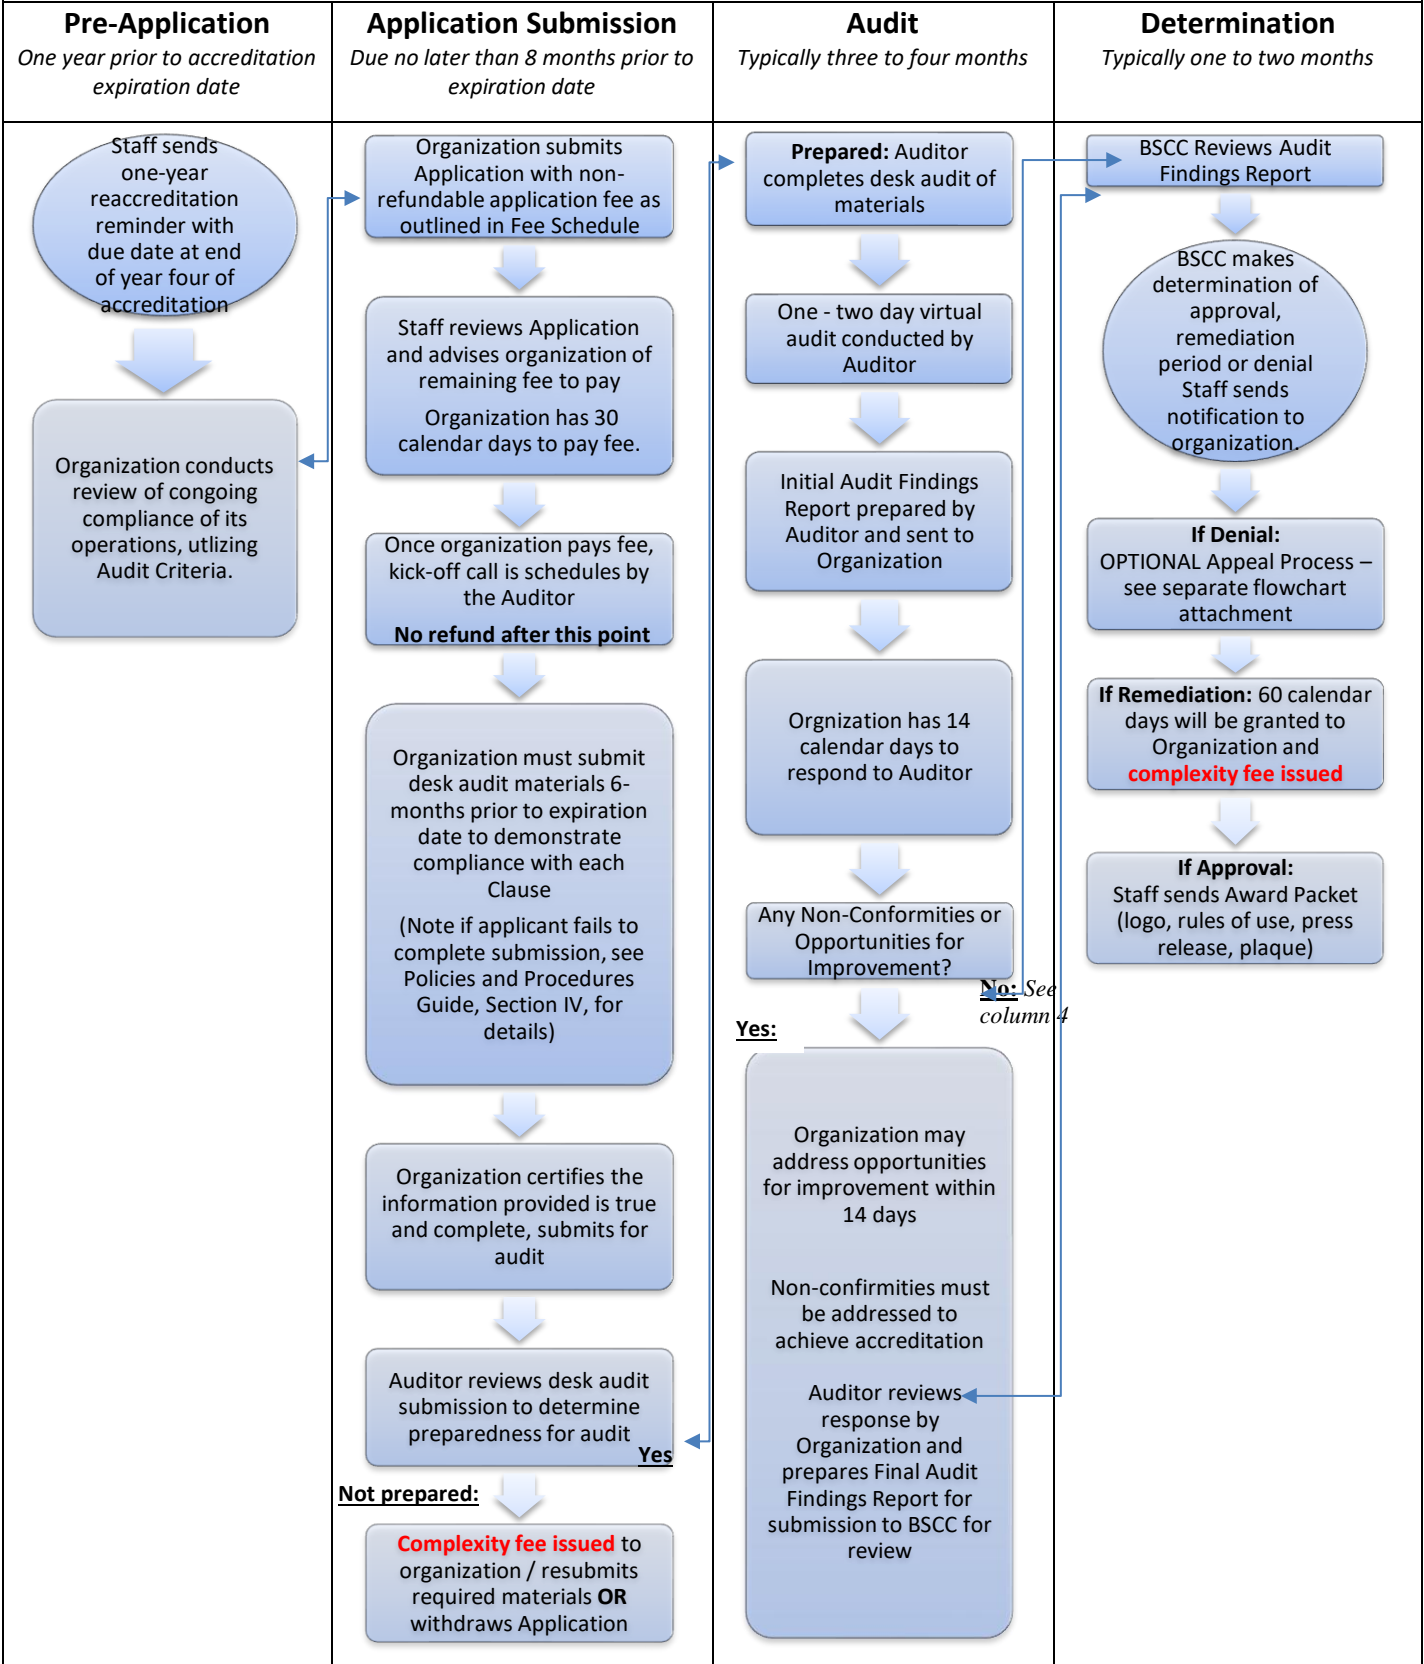 Pre-Application
One year prior to accreditation
expiration date
Staff sends
one-year
reaccreditation
reminder with
due date at end
of year four of
accreditation
Organization conducts
review of congoing
compliance of its
operations, utlizing
Audit Criteria.
Application Submission
Due no later than 8 months prior to
expiration date
Organization submits
Application with non-
refundable application fee as
outlined in Fee Schedule
Staff reviews Application
and advises organization of
remaining fee to pay
Organization has 30
calendar days to pay fee.
Once organization pays fee,
kick-off call is schedules by
the Auditor
No refund after this point
Organization must submit
desk audit materials 6-
months prior to expiration
date to demonstrate
compliance with each
Clause
(Note if applicant fails to
complete submission, see
Policies and Procedures
Guide, Section IV, for
details)
Organization certifies the
information provided is true
and complete, submits for
audit
Auditor reviews desk audit
submission to determine
preparedness for audit
Yes
Not prepared:
Complexity fee issued to
organization / resubmits
required materials OR
withdraws Application
Audit
Typically three to four months
Prepared: Auditor
completes desk audit of
materials
One - two day virtual
audit conducted by
Auditor
Initial Audit Findings
Report prepared by
Auditor and sent to
Organization
Orgnization has 14
calendar days to
respond to Auditor
Any Non-Conformities or
Opportunities for
Improvement?
No: See
column 4
Yes:
Organization may
address opportunities
for improvement within
14 days
Non-confirmities must
be addressed to
achieve accreditation
Auditor reviews
response by
Organization and
prepares Final Audit
Findings Report for
submission to BSCC for
review
Determination
Typically one to two months
BSCC Reviews Audit
Findings Report
BSCC makes
determination of
approval,
remediation
period or denial
Staff sends
notification to
organization.
If Denial:
OPTIONAL Appeal Process –
see separate flowchart
attachment
If Remediation: 60 calendar
days will be granted to
Organization and
complexity fee issued
If Approval:
Staff sends Award Packet
(logo, rules of use, press
release, plaque)